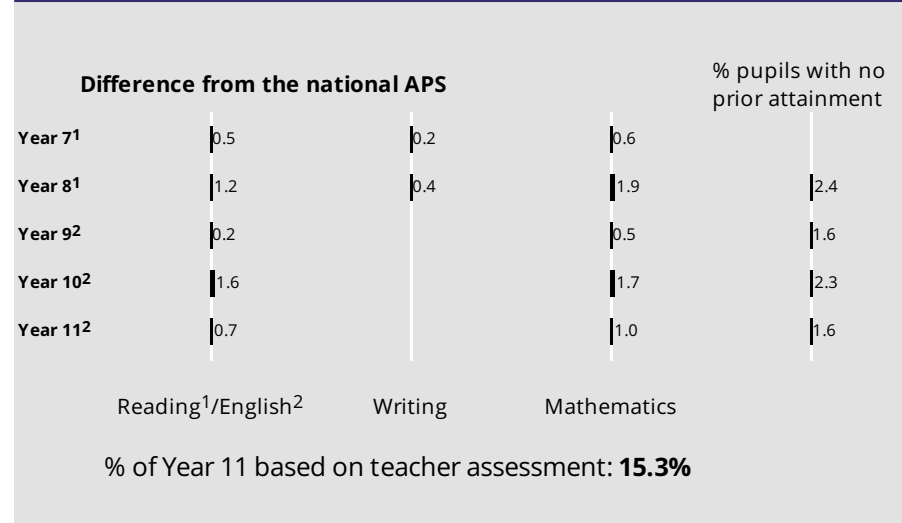 % pupils with no
Difference from the national APS
prior attainment
Year 7¹ 0.5 0.2 0.6
Year 8¹ 1.2 0.4 1.9 2.4
Year 9² 0.2 0.5 1.6
Year 10² 1.6 1.7 2.3
Year 11² 0.7 1.0 1.6
Reading¹/English² Writing Mathematics
% of Year 11 based on teacher assessment: 15.3%